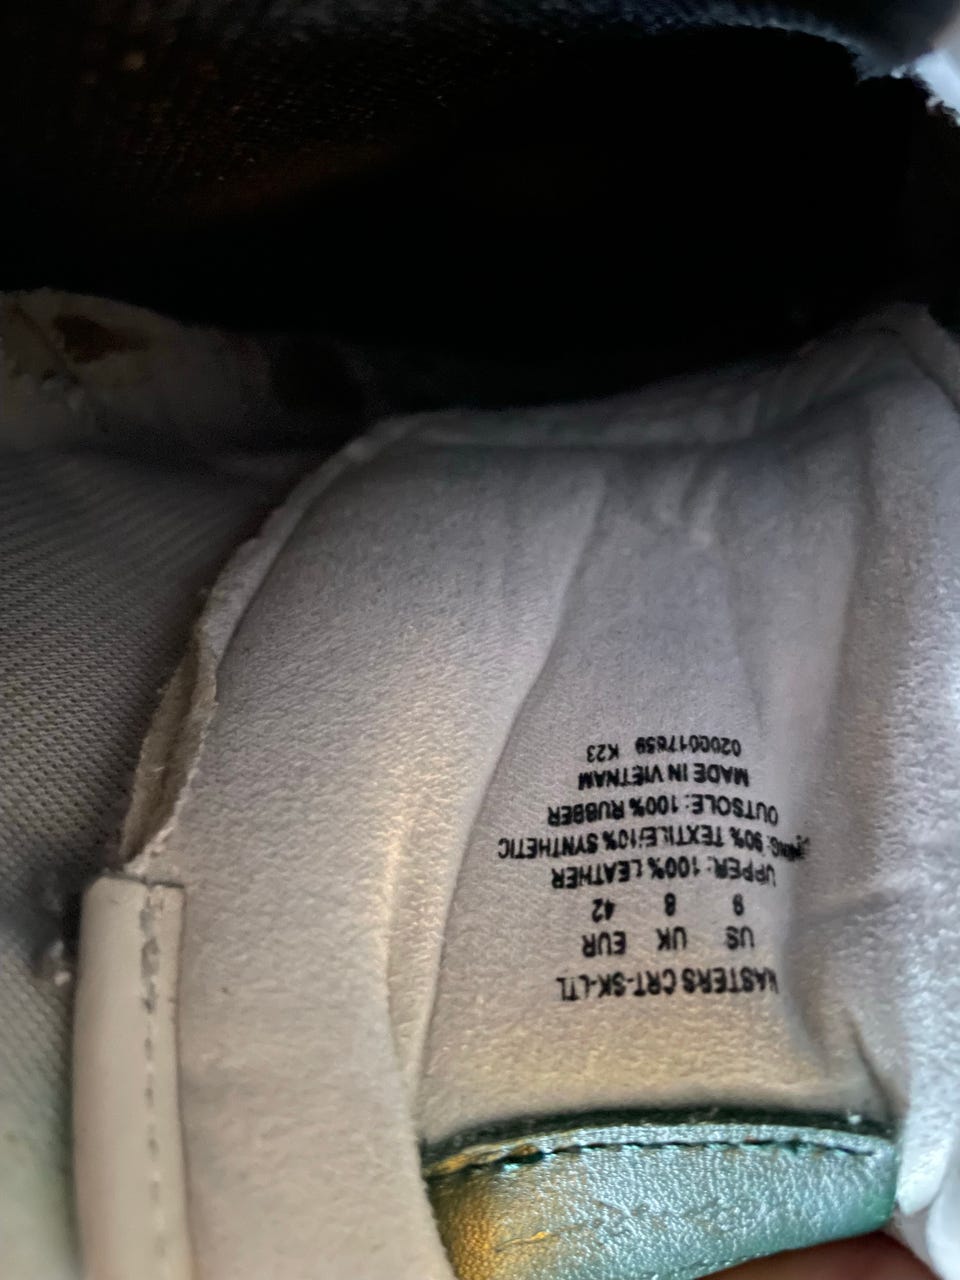 MASTERS CRT-SK-LTL
US UK EUR
9 8 42
UPPER: 100% LEATHER
90% TEXTILE/10% SYNTHETIC
OUTSOLE: 100% RUBBER
MADE IN VIETNAM
0200017659 K23